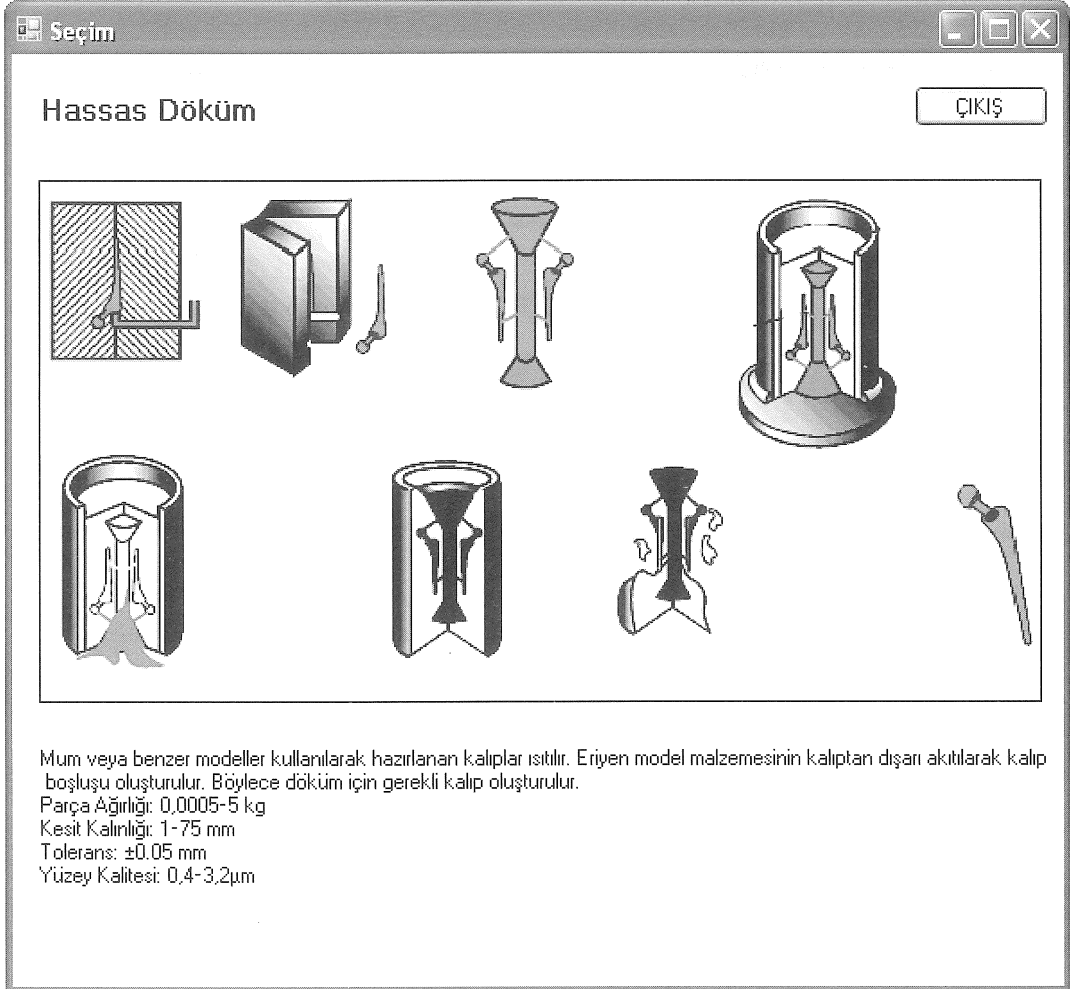 Seçim
Hassas Döküm
ÇIKIŞ
Mum veya benzer modeller kullanılarak hazırlanan kalıplar ısıtılır. Eriyen model malzemesinin kalıptan dışarı akıtılarak kalıp
boşluşu oluşturulur. Böylece döküm için gerekli kalıp oluşturulur.
Parça Ağırlığı: 0,0005-5 kg
Kesit Kalınlığı: 1-75 mm
Tolerans: ±0.05 mm
Yüzey Kalitesi: 0,4-3,2µm